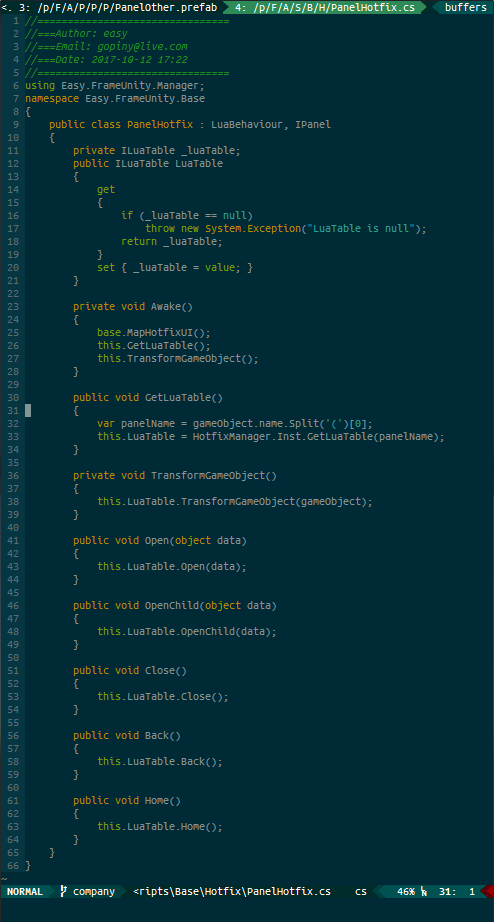 <. 3: /p/F/A/P/P/P/PanelOther.prefab 4: /p/F/A/S/B/H/PanelHotfix.cs buffers
1 //================================
2 //===Author: easy
3 //===Email: gopiny@live.com
4 //===Date: 2017-10-12 17:22
5 //================================
6 using Easy.FrameUnity.Manager;
7 namespace Easy.FrameUnity.Base
8 {
9     public class PanelHotfix : LuaBehaviour, IPanel
10     {
11         private ILuaTable _luaTable;
12         public ILuaTable LuaTable
13         {
14             get
15             {
16                 if (_luaTable == null)
17                     throw new System.Exception("LuaTable is null");
18                 return _luaTable;
19             }
20             set { _luaTable = value; }
21         }
22
23         private void Awake()
24         {
25             base.MapHotfixUI();
26             this.GetLuaTable();
27             this.TransformGameObject();
28         }
29
30         public void GetLuaTable()
31         {
32             var panelName = gameObject.name.Split('(')[0];
33             this.LuaTable = HotfixManager.Inst.GetLuaTable(panelName);
34         }
35
36         private void TransformGameObject()
37         {
38             this.LuaTable.TransformGameObject(gameObject);
39         }
40
41         public void Open(object data)
42         {
43             this.LuaTable.Open(data);
44         }
45
46         public void OpenChild(object data)
47         {
48             this.LuaTable.OpenChild(data);
49         }
50
51         public void Close()
52         {
53             this.LuaTable.Close();
54         }
55
56         public void Back()
57         {
58             this.LuaTable.Back();
59         }
60
61         public void Home()
62         {
63             this.LuaTable.Home();
64         }
65     }
66 }
~
NORMAL company <ripts\Base\Hotfix\PanelHotfix.cs cs 46% 31: 1